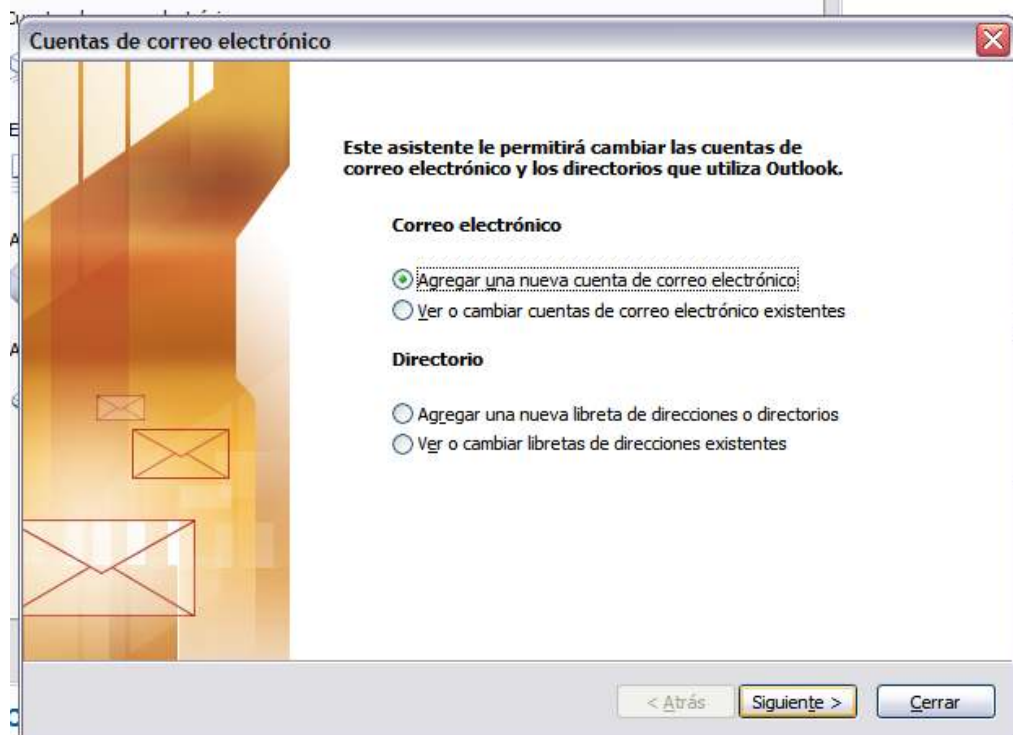 Cuentas de correo electrónico
Este asistente le permitirá cambiar las cuentas de
correo electrónico y los directorios que utiliza Outlook.
Correo electrónico
Agregar una nueva cuenta de correo electrónico
Ver o cambiar cuentas de correo electrónico existentes
Directorio
Agregar una nueva libreta de direcciones o directorios
Ver o cambiar libretas de direcciones existentes
< Atrás
Siguiente >
Cerrar